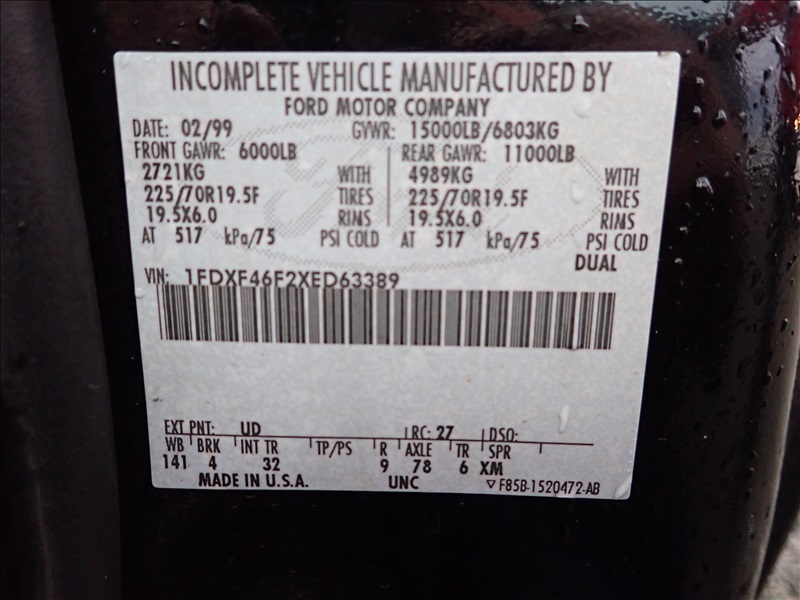 INCOMPLETE VEHICLE MANUFACTURED BY
FORD MOTOR COMPANY
DATE: 02/99 GVWR: 15000LB/6803KG
FRONT GAWR: 6000LB REAR GAWR: 11000LB
2721KG WITH 4989KG WITH
225/70R19.5F TIRES 225/70R19.5F TIRES
19.5X6.0 RIMS 19.5X6.0 RIMS
AT 517 kPa/75 PSI COLD AT 517 kPa/75 PSI COLD
DUAL
VIN: 1FDXF46F2XED63389
EXT PNT: UD RC: 27 DSO:
WB BRK INT TR TP/PS R AXLE TR SPR
141 4 32 9 78 6 XM
MADE IN U.S.A. UNC ▽F85B-1520472-AB